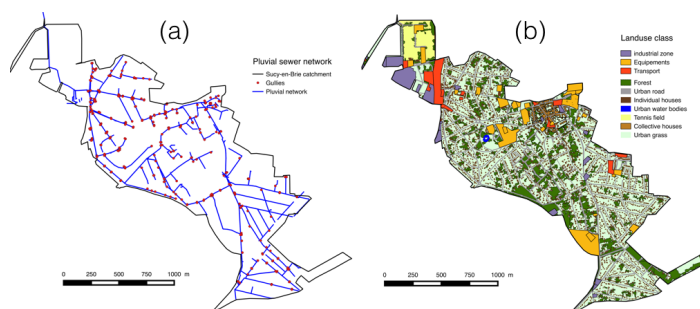 (a)
Pluvial sewer network
Sucy-en-Brie catchment
Gullies
Pluvial network
0 250 500 750 1000 m
(b)
Landuse class
industrial zone
Equipements
Transport
Forest
Urban road
Individual houses
Urban water bodies
Tennis field
Collective houses
Urban grass
0 250 500 750 1000 m